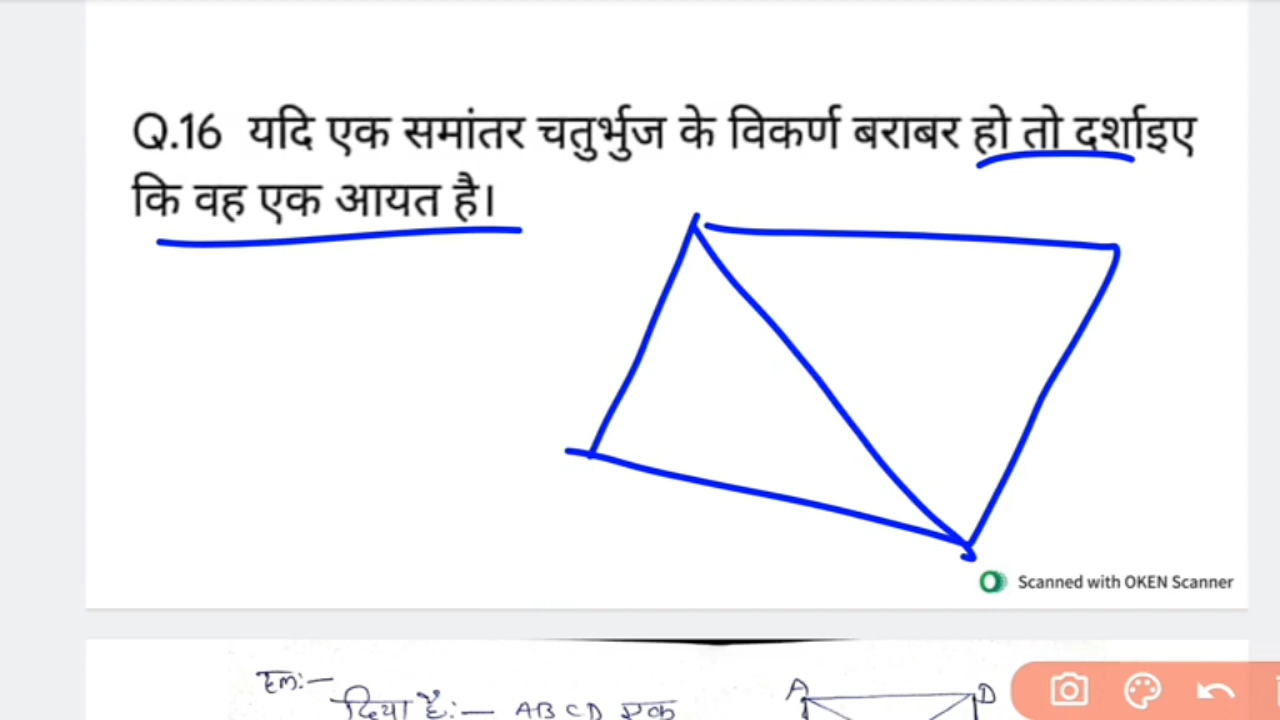 Q.16 यदि एक समांतर चतुर्भुज के विकर्ण बराबर हो तो दर्शाइए
कि वह एक आयत है।
Scanned with OKEN Scanner
हल:—
दिया है:— ABCD एक
A D